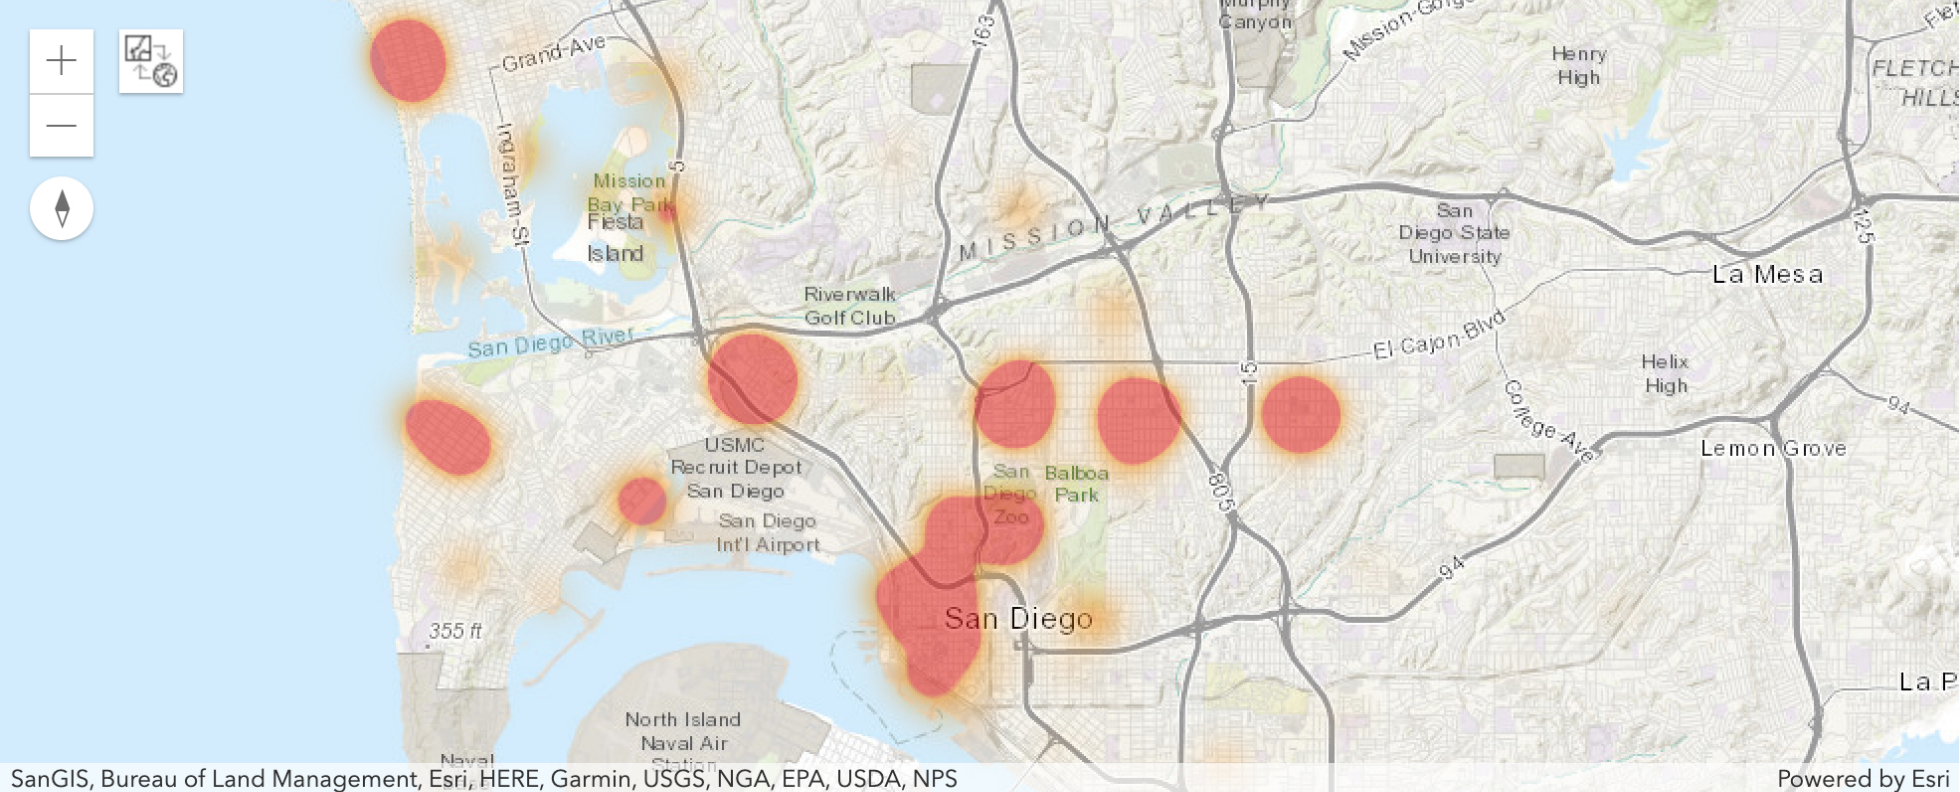 Murphy
Canyon
Mission-Gorge
Fle
163
Grand-Ave
Henry
High
FLETCH
HILLS
Ingraham-St
5
Mission
Bay Park
Fiesta
Island
MISSION VALLEY
San
Diego State
University
125
La Mesa
Riverwalk
Golf Club
San Diego River
El Cajon Blvd
15
Helix
High
College-Ave
94
USMC
Recruit Depot
San Diego
San
Diego
Zoo
Balboa
Park
Lemon Grove
805
San Diego
Int'l Airport
94
San Diego
355 ft
La P
North Island
Naval Air
Station
Naval
SanGIS, Bureau of Land Management, Esri, HERE, Garmin, USGS, NGA, EPA, USDA, NPS
Powered by Esri